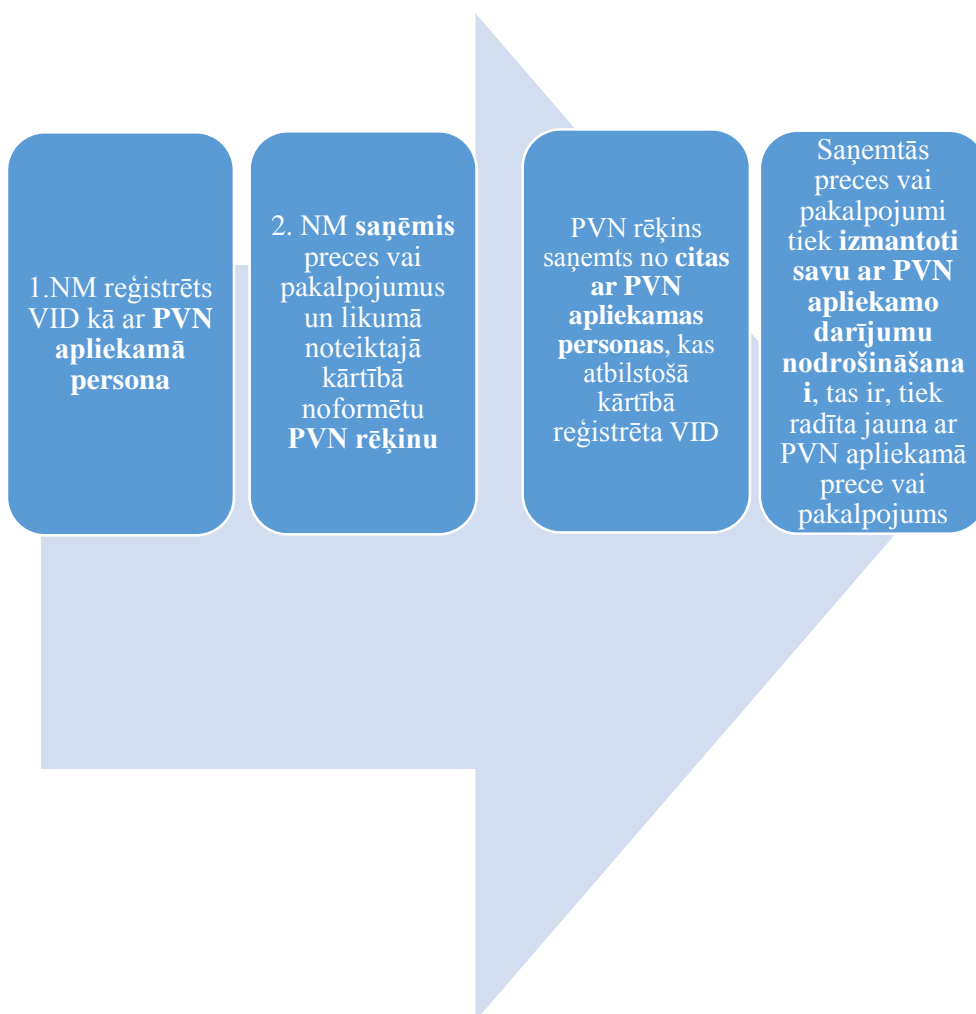 1.NM reģistrēts
VID kā ar PVN
apliekamā
persona
2. NM saņēmis
preces vai
pakalpojumus
un likumā
noteiktajā
kārtībā
noformētu
PVN rēķinu
PVN rēķins
saņemts no citas
ar PVN
apliekamas
personas, kas
atbilstošā
kārtībā
reģistrēta VID
Saņemtās
preces vai
pakalpojumi
tiek izmantoti
savu ar PVN
apliekamo
darījumu
nodrošināšana
i, tas ir, tiek
radīta jauna ar
PVN apliekamā
prece vai
pakalpojums